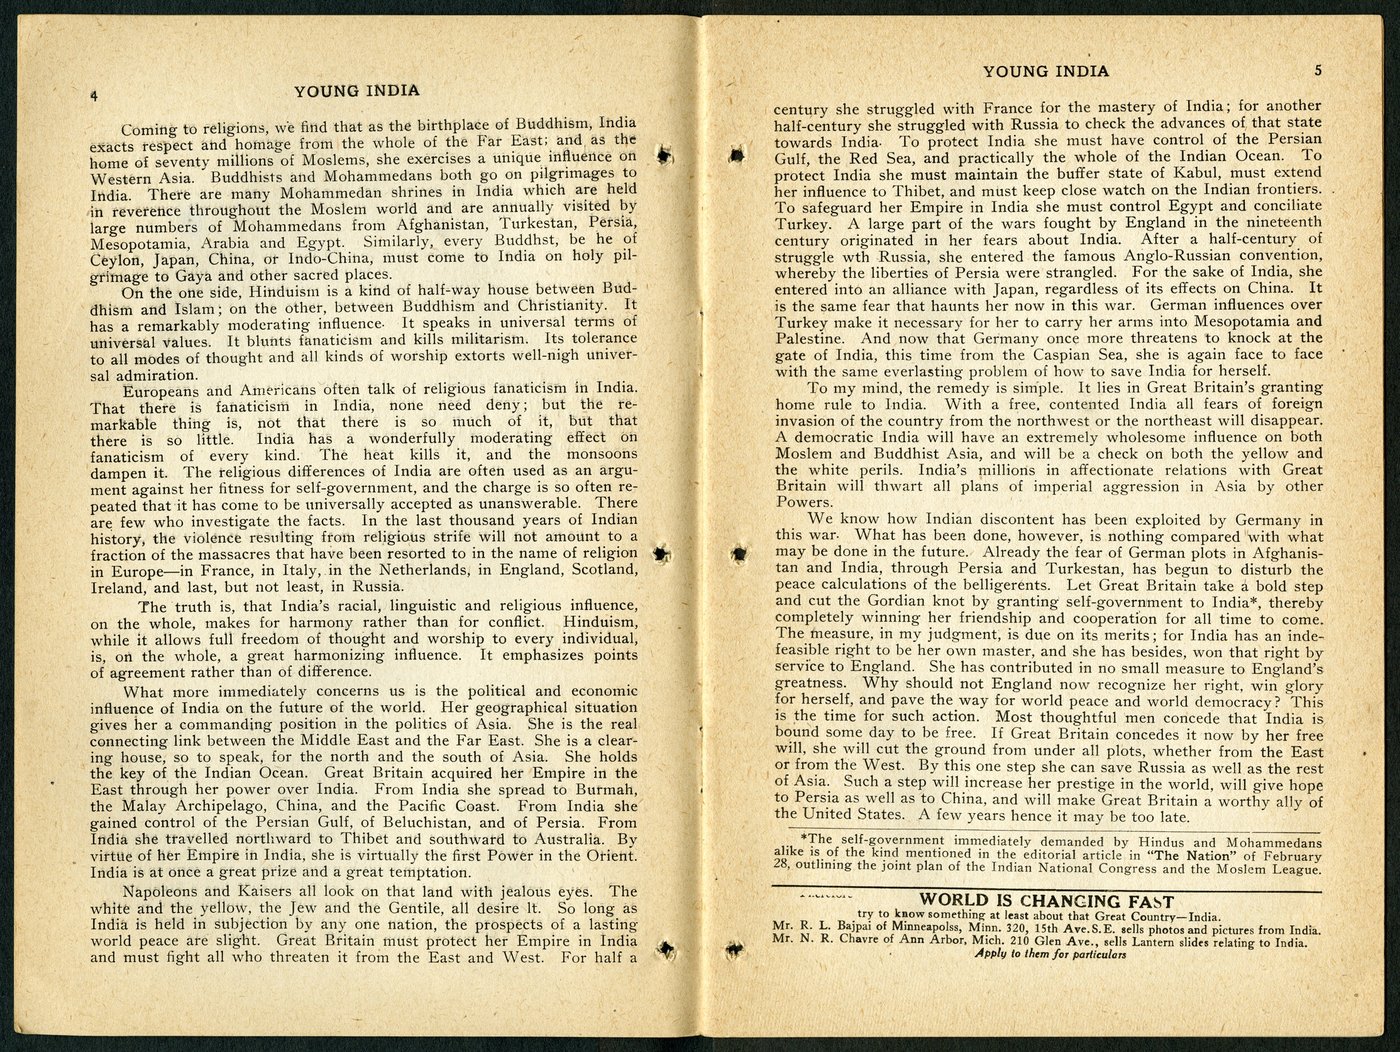 4
YOUNG INDIA
Coming to religions, we find that as the birthplace of Buddhism, India
exacts respect and homage from the whole of the Far East; and as the
home of seventy millions of Moslems, she exercises a unique influence on
Western Asia. Buddhists and Mohammedans both go on pilgrimages to
India. There are many Mohammedan shrines in India which are held
in reverence throughout the Moslem world and are annually visited by
large numbers of Mohammedans from Afghanistan, Turkestan, Persia,
Mesopotamia, Arabia and Egypt. Similarly, every Buddhst, be he of
Ceylon, Japan, China, or Indo-China, must come to India on holy pil-
grimage to Gaya and other sacred places.
On the one side, Hinduism is a kind of half-way house between Bud-
dhism and Islam; on the other, between Buddhism and Christianity. It
has a remarkably moderating influence. It speaks in universal terms of
universal values. It blunts fanaticism and kills militarism. Its tolerance
to all modes of thought and all kinds of worship extorts well-nigh univer-
sal admiration.
Europeans and Americans often talk of religious fanaticism in India.
That there is fanaticism in India, none need deny; but the re-
markable thing is, not that there is so much of it, but that
there is so little. India has a wonderfully moderating effect on
fanaticism of every kind. The heat kills it, and the monsoons
dampen it. The religious differences of India are often used as an argu-
ment against her fitness for self-government, and the charge is so often re-
peated that it has come to be universally accepted as unanswerable. There
are few who investigate the facts. In the last thousand years of Indian
history, the violence resulting from religious strife will not amount to a
fraction of the massacres that have been resorted to in the name of religion
in Europe—in France, in Italy, in the Netherlands, in England, Scotland,
Ireland, and last, but not least, in Russia.
The truth is, that India's racial, linguistic and religious influence,
on the whole, makes for harmony rather than for conflict. Hinduism,
while it allows full freedom of thought and worship to every individual,
is, on the whole, a great harmonizing influence. It emphasizes points
of agreement rather than of difference.
What more immediately concerns us is the political and economic
influence of India on the future of the world. Her geographical situation
gives her a commanding position in the politics of Asia. She is the real
connecting link between the Middle East and the Far East. She is a clear-
ing house, so to speak, for the north and the south of Asia. She holds
the key of the Indian Ocean. Great Britain acquired her Empire in the
East through her power over India. From India she spread to Burmah,
the Malay Archipelago, China, and the Pacific Coast. From India she
gained control of the Persian Gulf, of Beluchistan, and of Persia. From
India she travelled northward to Thibet and southward to Australia. By
virtue of her Empire in India, she is virtually the first Power in the Orient.
India is at once a great prize and a great temptation.
Napoleons and Kaisers all look on that land with jealous eyes. The
white and the yellow, the Jew and the Gentile, all desire It. So long as
India is held in subjection by any one nation, the prospects of a lasting
world peace are slight. Great Britain must protect her Empire in India
and must fight all who threaten it from the East and West. For half a
YOUNG INDIA
5
century she struggled with France for the mastery of India; for another
half-century she struggled with Russia to check the advances of that state
towards India. To protect India she must have control of the Persian
Gulf, the Red Sea, and practically the whole of the Indian Ocean. To
protect India she must maintain the buffer state of Kabul, must extend
her influence to Thibet, and must keep close watch on the Indian frontiers.
To safeguard her Empire in India she must control Egypt and conciliate
Turkey. A large part of the wars fought by England in the nineteenth
century originated in her fears about India. After a half-century of
struggle wth Russia, she entered the famous Anglo-Russian convention,
whereby the liberties of Persia were strangled. For the sake of India, she
entered into an alliance with Japan, regardless of its effects on China. It
is the same fear that haunts her now in this war. German influences over
Turkey make it necessary for her to carry her arms into Mesopotamia and
Palestine. And now that Germany once more threatens to knock at the
gate of India, this time from the Caspian Sea, she is again face to face
with the same everlasting problem of how to save India for herself.
To my mind, the remedy is simple. It lies in Great Britain's granting
home rule to India. With a free, contented India all fears of foreign
invasion of the country from the northwest or the northeast will disappear.
A democratic India will have an extremely wholesome influence on both
Moslem and Buddhist Asia, and will be a check on both the yellow and
the white perils. India's millions in affectionate relations with Great
Britain will thwart all plans of imperial aggression in Asia by other
Powers.
We know how Indian discontent has been exploited by Germany in
this war. What has been done, however, is nothing compared with what
may be done in the future. Already the fear of German plots in Afghanis-
tan and India, through Persia and Turkestan, has begun to disturb the
peace calculations of the belligerents. Let Great Britain take a bold step
and cut the Gordian knot by granting self-government to India*, thereby
completely winning her friendship and cooperation for all time to come.
The measure, in my judgment, is due on its merits; for India has an inde-
feasible right to be her own master, and she has besides, won that right by
service to England. She has contributed in no small measure to England's
greatness. Why should not England now recognize her right, win glory
for herself, and pave the way for world peace and world democracy? This
is the time for such action. Most thoughtful men concede that India is
bound some day to be free. If Great Britain concedes it now by her free
will, she will cut the ground from under all plots, whether from the East
or from the West. By this one step she can save Russia as well as the rest
of Asia. Such a step will increase her prestige in the world, will give hope
to Persia as well as to China, and will make Great Britain a worthy ally of
the United States. A few years hence it may be too late.
*The self-government immediately demanded by Hindus and Mohammedans
alike is of the kind mentioned in the editorial article in "The Nation" of February
28, outlining the joint plan of the Indian National Congress and the Moslem League.
WORLD IS CHANGING FAST
try to know something at least about that Great Country—India.
Mr. R. L. Bajpai of Minneapolss, Minn. 320, 15th Ave. S.E. sells photos and pictures from India.
Mr. N. R. Chavre of Ann Arbor, Mich. 210 Glen Ave., sells Lantern slides relating to India.
Apply to them for particulars